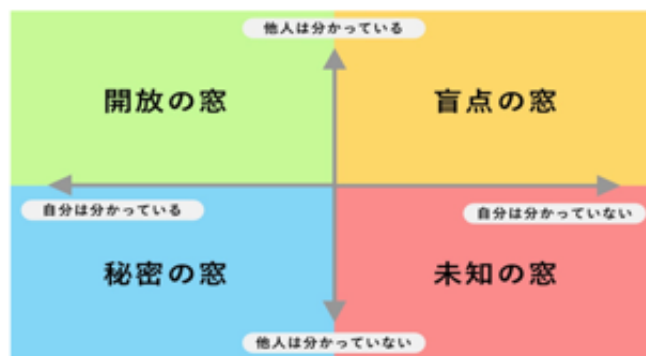 他人は分かっている
開放の窓
盲点の窓
自分は分かっている
自分は分かっていない
秘密の窓
未知の窓
他人は分かっていない